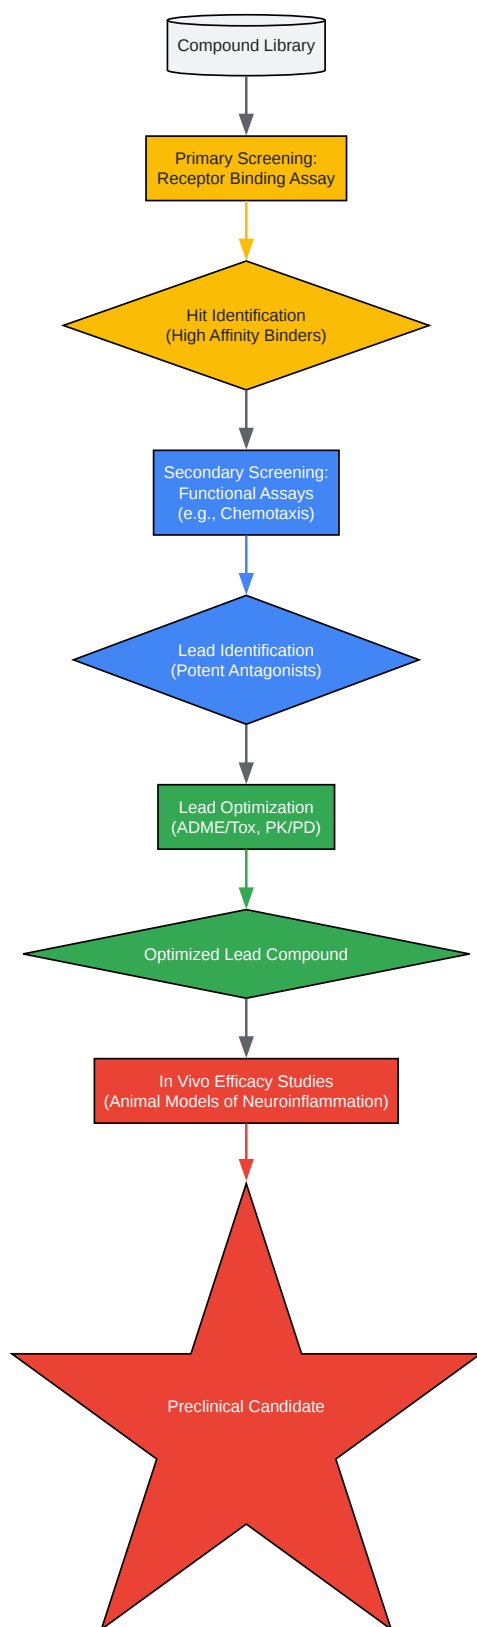 Compound Library
Primary Screening:
Receptor Binding Assay
Hit Identification
(High Affinity Binders)
Secondary Screening:
Functional Assays
(e.g., Chemotaxis)
Lead Identification
(Potent Antagonists)
Lead Optimization
(ADME/Tox, PK/PD)
Optimized Lead Compound
In Vivo Efficacy Studies
(Animal Models of Neuroinflammation)
Preclinical Candidate